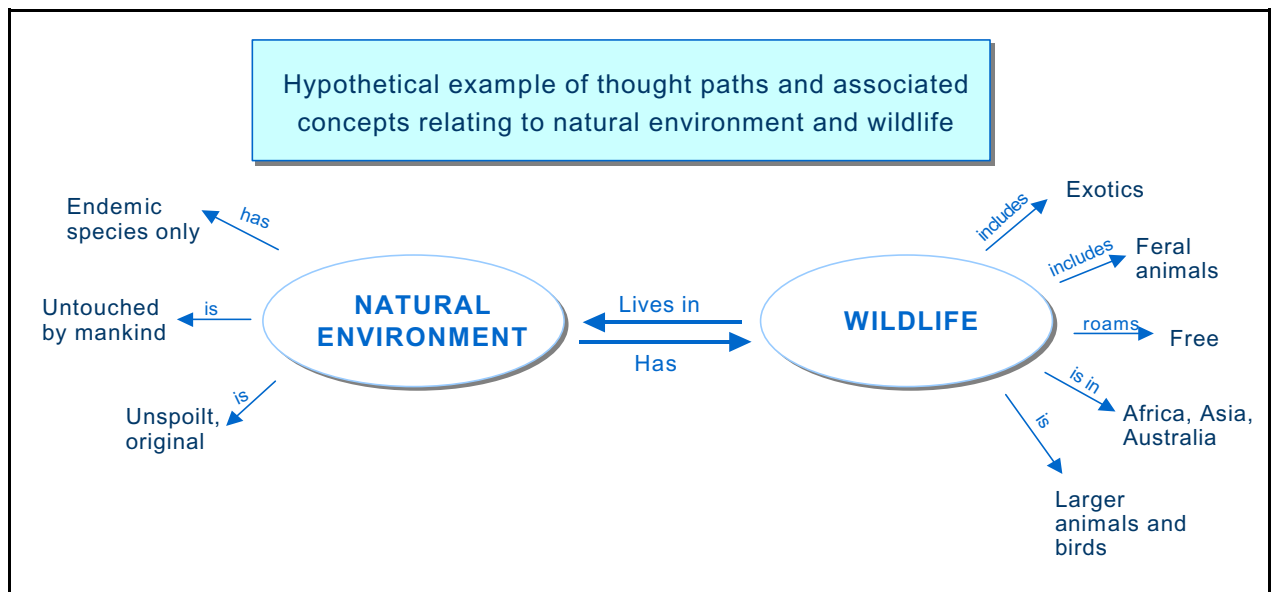 Hypothetical example of thought paths and associated
concepts relating to natural environment and wildlife
Endemic
species only
has
Untouched
by mankind
is
Unspoilt,
original
is
NATURAL
ENVIRONMENT
Lives in
Has
WILDLIFE
includes
Exotics
includes
Feral
animals
roams
Free
is in
Africa, Asia,
Australia
is
Larger
animals and
birds